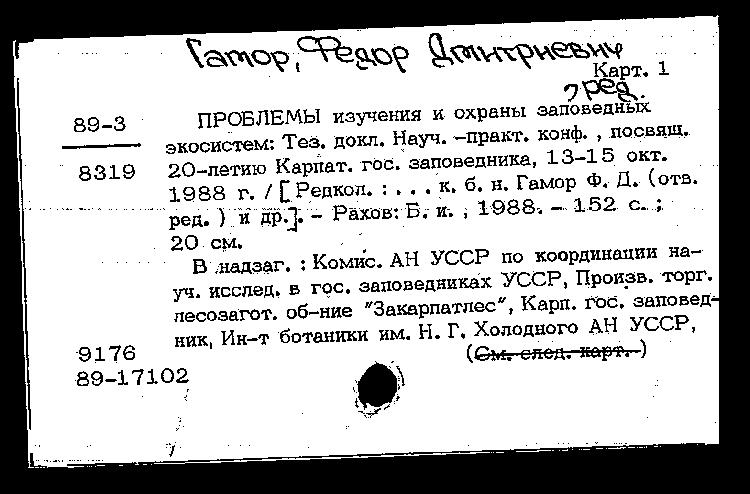 Гамор, Федор Дмитриевич
Карт. 1
, ред.
89-3 ПРОБЛЕМЫ изучения и охраны заповедных
экосистем: Тез. докл. Науч. -практ. конф. , посвящ.
8319 20-летию Карпат. гос. заповедника, 13-15 окт.
1988 г. / [ Редкол. : . . . к. б. н. Гамор Ф. Д. (отв.
ред. ) и др.]. - Рахов: Б. и. , 1988. - 152 с. ;
20 см.
В надзаг. : Комис. АН УССР по координации на-
уч. исслед. в гос. заповедниках УССР, Произв. торг.
лесозагот. об-ние "Закарпатлес", Карп. гос. заповед-
ник, Ин-т ботаники им. Н. Г. Холодного АН УССР,
9176 (См. след. карт. )
89-17102